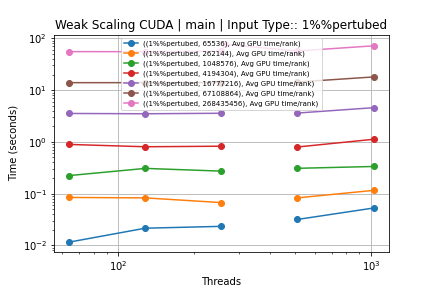 Weak Scaling CUDA | main | Input Type:: 1%%pertubed
((1%%pertubed, 65536), Avg GPU time/rank)
((1%%pertubed, 262144), Avg GPU time/rank)
((1%%pertubed, 1048576), Avg GPU time/rank)
((1%%pertubed, 4194304), Avg GPU time/rank)
((1%%pertubed, 16777216), Avg GPU time/rank)
((1%%pertubed, 67108864), Avg GPU time/rank)
((1%%pertubed, 268435456), Avg GPU time/rank)
Time (seconds)
10²
10¹
10⁰
10⁻¹
10⁻²
10² 10³
Threads